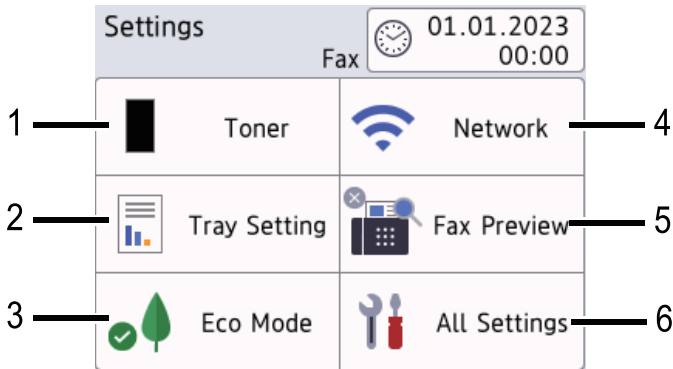 Settings
Fax
01.01.2023
00:00
1 Toner Network 4
2 Tray Setting Fax Preview 5
3 Eco Mode All Settings 6